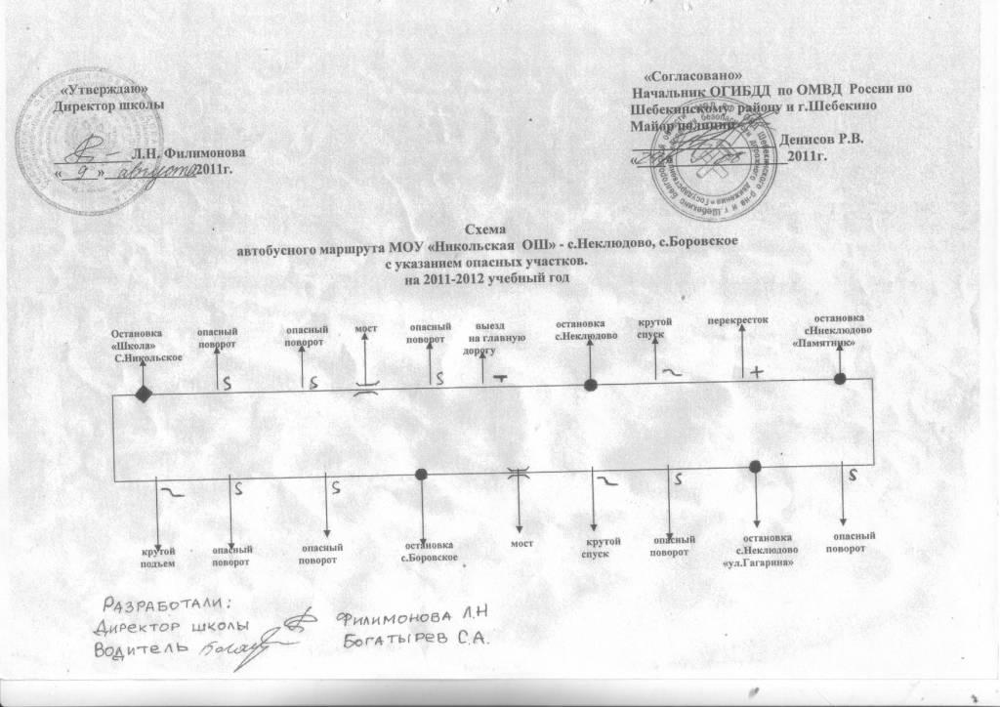 «Утверждаю»
Директор школы
Л.Н. Филимонова
« 9 » августа 2011г.
«Согласовано»
Начальник ОГИБДД по ОМВД России по
Шебекинскому району и г.Шебекино
Майор полиции
Денисов Р.В.
« » 2011г.
Схема
автобусного маршрута МОУ «Никольская ОШ» - с.Неклюдово, с.Боровское
с указанием опасных участков.
на 2011-2012 учебный год
Остановка
«Школа»
С.Никольское
опасный
поворот
опасный
поворот
мост
опасный
поворот
выезд
на главную
дорогу
остановка
с.Неклюдово
крутой
спуск
перекресток
остановка
сНнеклюдово
«Памятник»
крутой
подъем
опасный
поворот
опасный
поворот
остановка
с.Боровское
мост
крутой
спуск
опасный
поворот
остановка
с.Неклюдово
«ул.Гагарина»
опасный
поворот
Разработали:
Директор школы Филимонова Л.Н
Водитель Богатырев С.А.